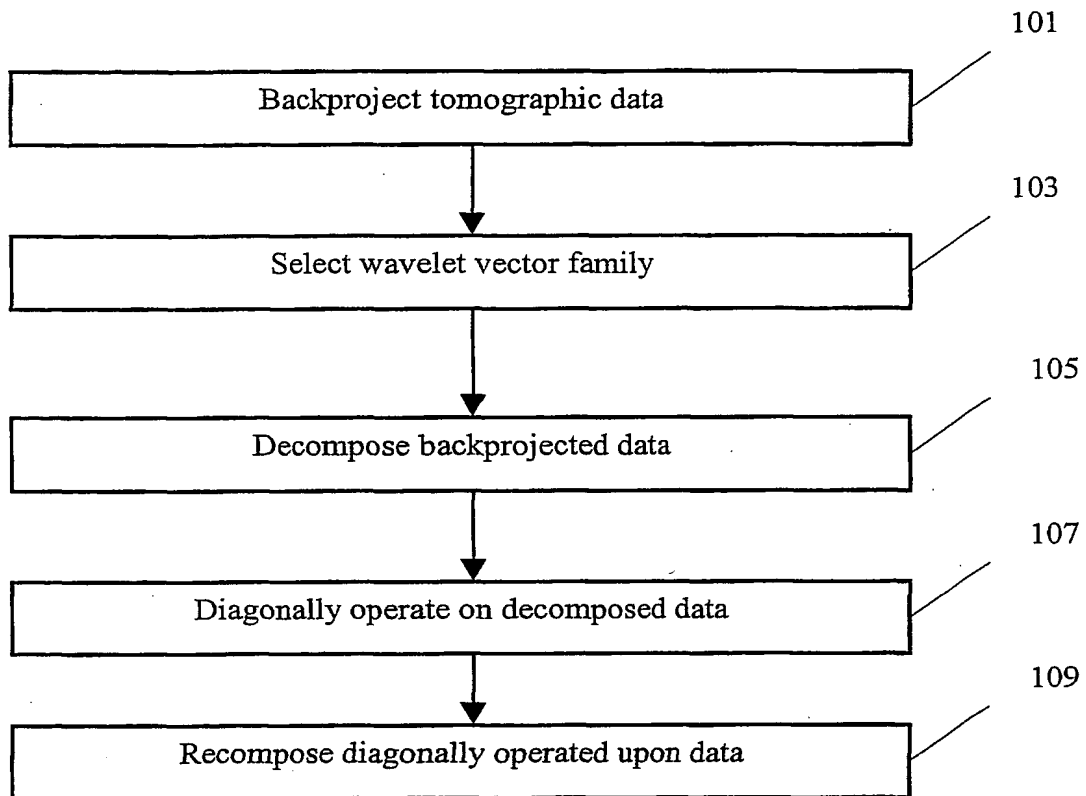 101
Backproject tomographic data
103
Select wavelet vector family
105
Decompose backprojected data
107
Diagonally operate on decomposed data
109
Recompose diagonally operated upon data